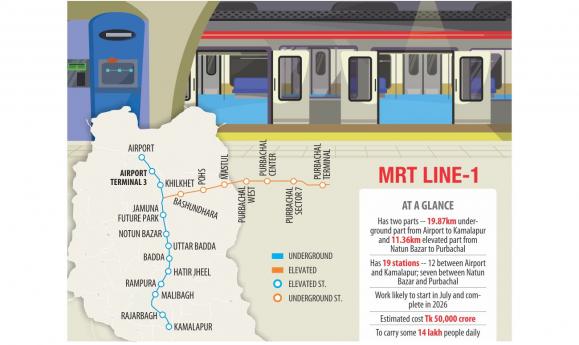 AIRPORT
AIRPORT
TERMINAL 3
KHILKHET
BASHUNDHARA
POHS
MASTUL
PURBACHAL
WEST
PURBACHAL
CENTER
PURBACHAL
SECTOR 7
PURBACHAL
TERMINAL
JAMUNA
FUTURE PARK
NOTUN BAZAR
UTTAR BADDA
BADDA
HATIR JHEEL
RAMPURA
MALIBAGH
RAJARBAGH
KAMALAPUR
UNDERGROUND
ELEVATED
ELEVATED ST.
UNDERGROUND ST.
MRT LINE-1
AT A GLANCE
Has two parts -- 19.87km under-
ground part from Airport to Kamalapur
and 11.36km elevated part from
Natun Bazar to Purbachal
Has 19 stations -- 12 between Airport
and Kamalapur; seven between Natun
Bazar and Purbachal
Work likely to start in July and com-
plete in 2026
Estimated cost Tk 50,000 crore
To carry some 14 lakh people daily